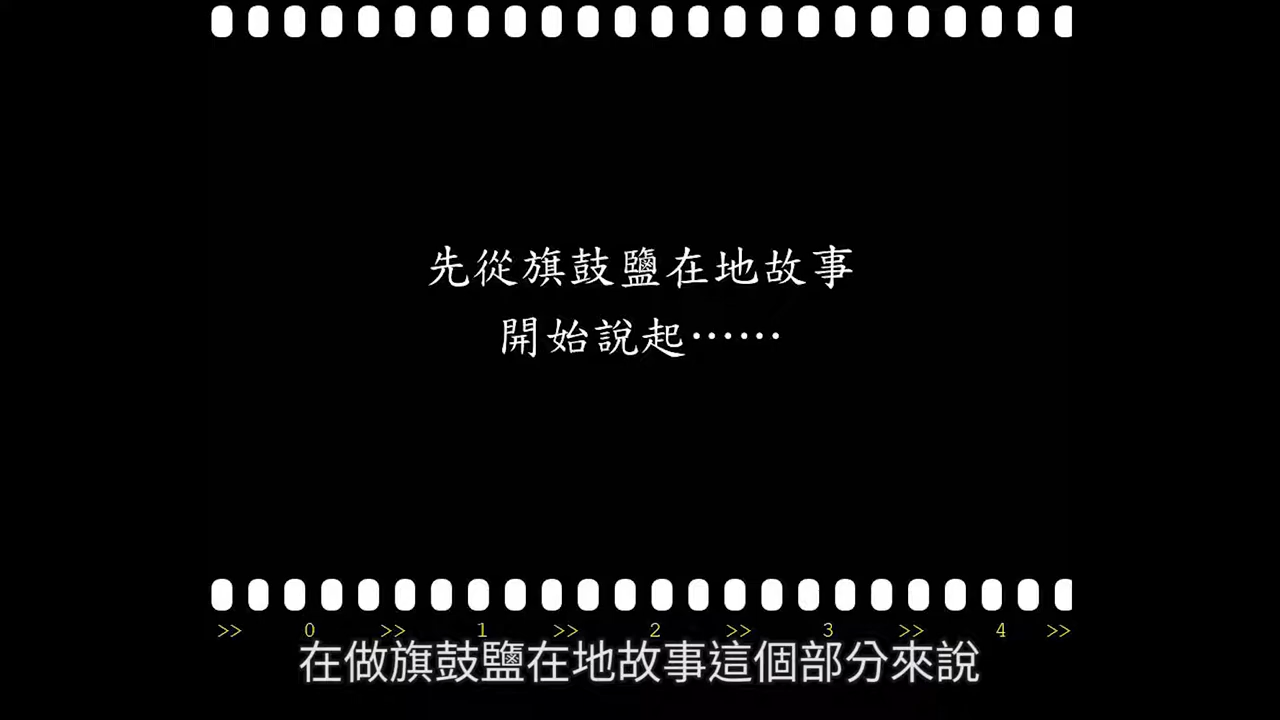 先從旗鼓鹽在地故事
開始說起⋯⋯
>> 0 >> 1 >> 2 >> 3 >> 4 >>
在做旗鼓鹽在地故事這個部分來說